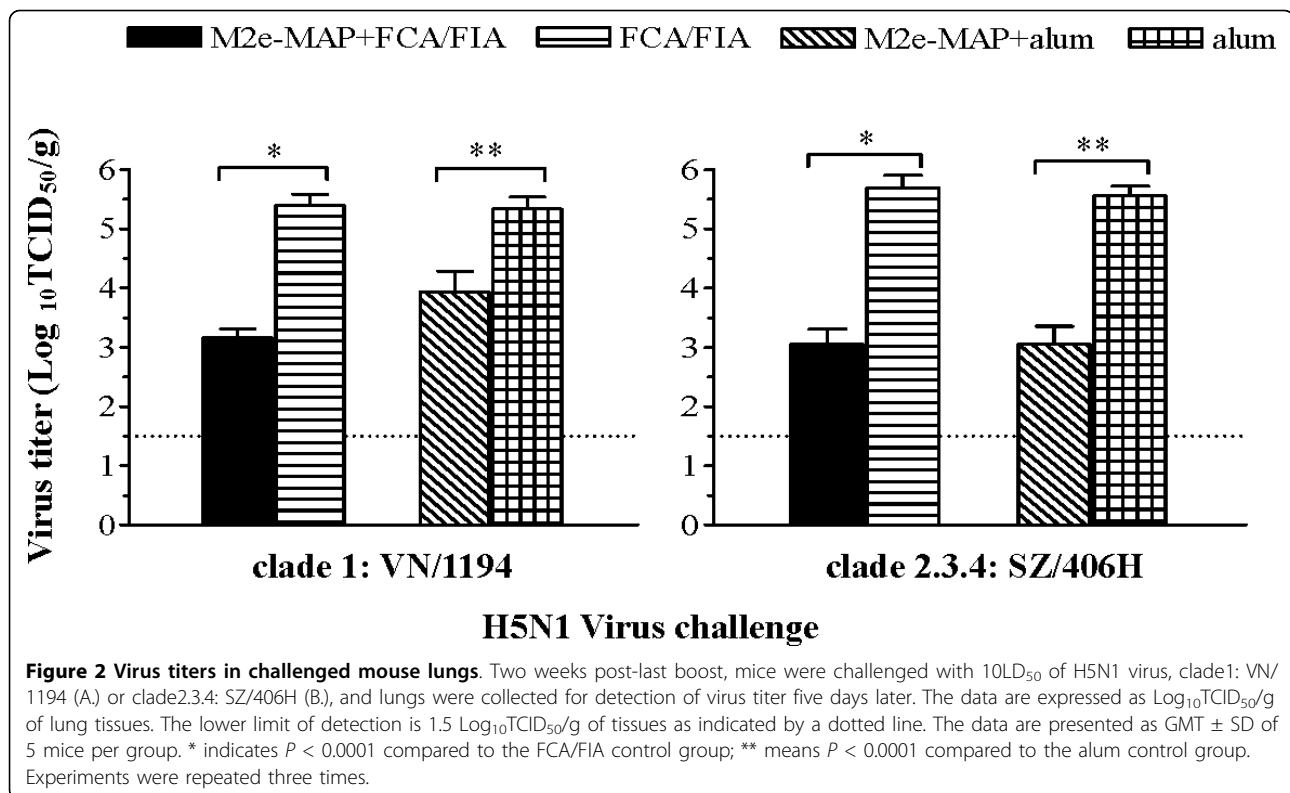 M2e-MAP+FCA/FIA FCA/FIA M2e-MAP+alum alum
Virus titer (Log 10TCID50/g)
* ** * **
6 6
5 5
4 4
3 3
2 2
1 1
0 0
clade 1: VN/1194 clade 2.3.4: SZ/406H
H5N1 Virus challenge
Figure 2 Virus titers in challenged mouse lungs. Two weeks post-last boost, mice were challenged with 10LD50 of H5N1 virus, clade1: VN/
1194 (A.) or clade2.3.4: SZ/406H (B.), and lungs were collected for detection of virus titer five days later. The data are expressed as Log10TCID50/g
of lung tissues. The lower limit of detection is 1.5 Log10TCID50/g of tissues as indicated by a dotted line. The data are presented as GMT ± SD of
5 mice per group. * indicates P < 0.0001 compared to the FCA/FIA control group; ** means P < 0.0001 compared to the alum control group.
Experiments were repeated three times.